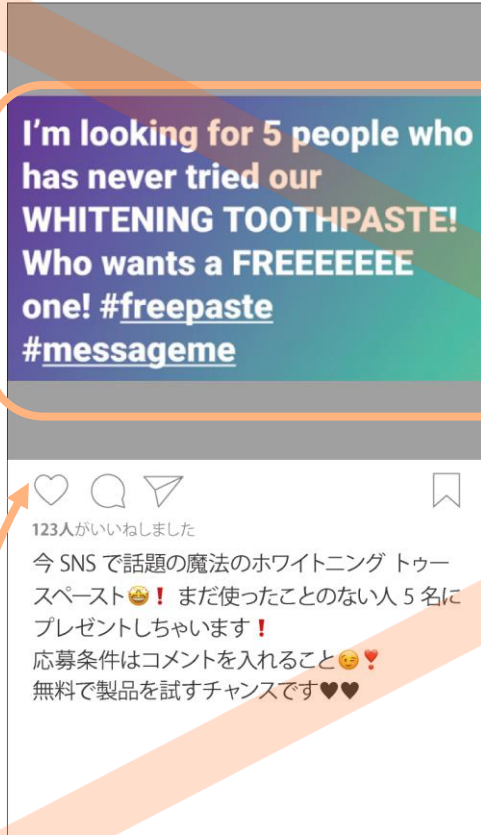 I'm looking for 5 people who
has never tried our
WHITENING TOOTHPASTE!
Who wants a FREEEEEEE
one! #freepaste
#messageme
123人がいいねしました
今 SNS で話題の魔法のホワイトニング トゥー
スペースト🤩❗ まだ使ったことのない人 5 名に
プレゼントしちゃいます❗
応募条件はコメントを入れること😉❣
無料で製品を試すチャンスです♥♥